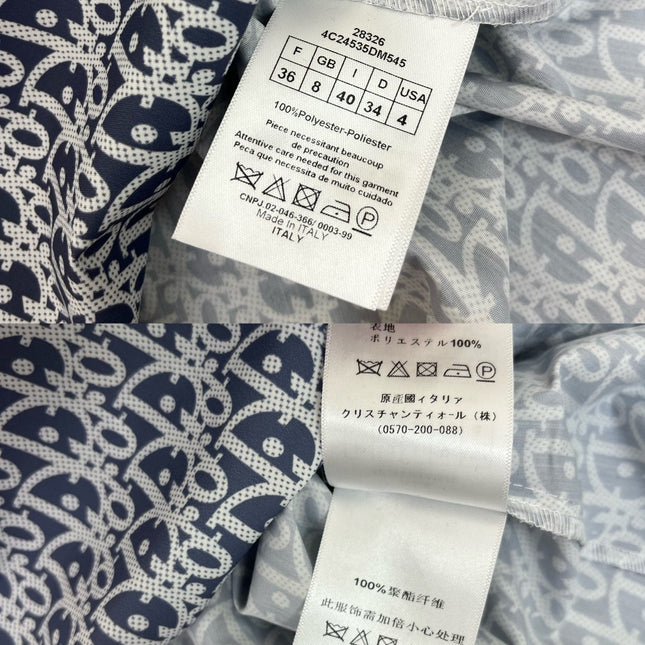 28326
4C24535DM545
F GB I D USA
36 8 40 34 4
100%Polyester-Poliester
Piece necessitant beaucoup
de precaution
Attentive care needed for this garment
Peca que necessita de muito cuidado
CNPJ.02-046-366/ 0003-99
Made In ITALY
ITALY
表地
ポリエステル100%
原産國ィタリァ
クリスチャンティオール（株）
(0570-200-088)
100%聚酯纤维
此服饰需加倍小心处理